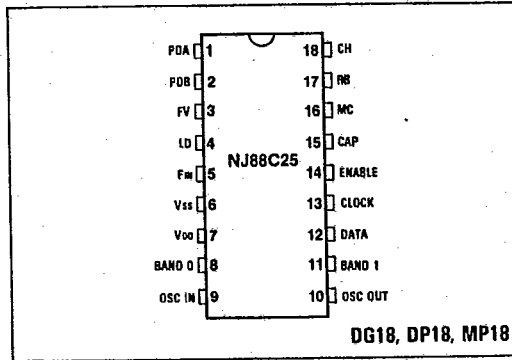 PDA 1 18 CH
PDB 2 17 RB
FV 3 16 MC
LD 4 15 CAP
NJ88C25
FIN 5 14 ENABLE
VSS 6 13 CLOCK
VDD 7 12 DATA
BAND 0 8 11 BAND 1
OSC IN 9 10 OSC OUT
DG18, DP18, MP18